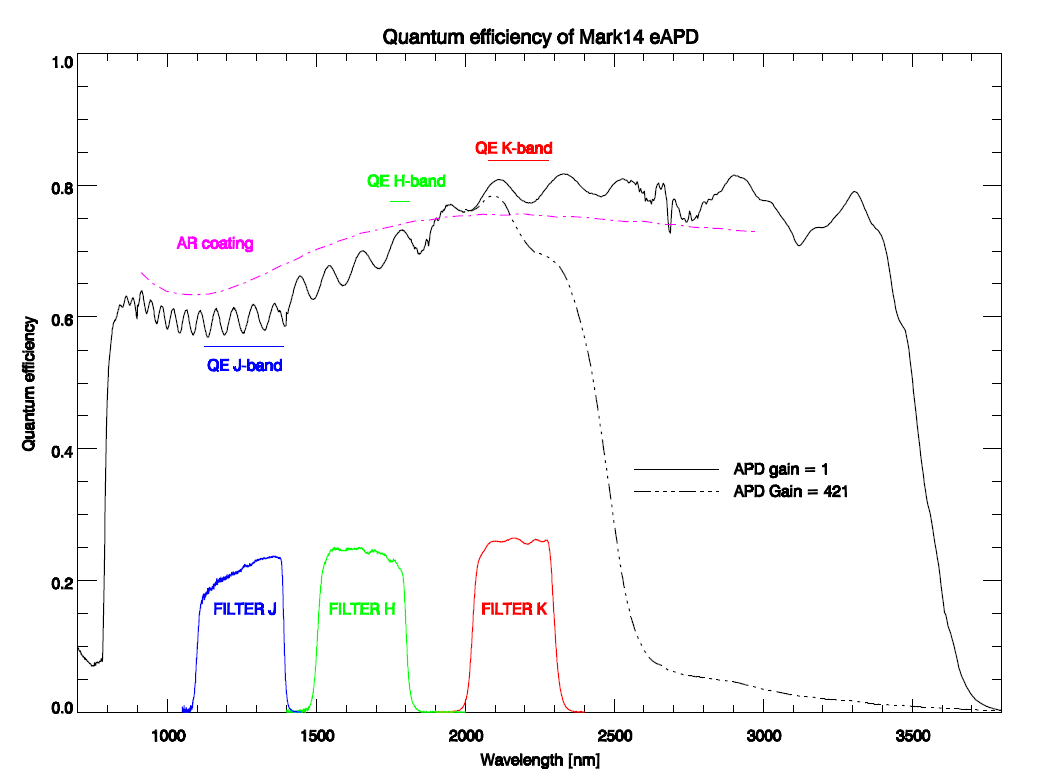 Quantum efficiency of Mark14 eAPD
1.0
QE K-band
QE H-band
0.8
AR coating
0.6
QE J-band
Quantum efficiency
0.4
APD gain = 1
APD Gain = 421
0.2
FILTER J
FILTER H
FILTER K
0.0
1000 1500 2000 2500 3000 3500
Wavelength [nm]